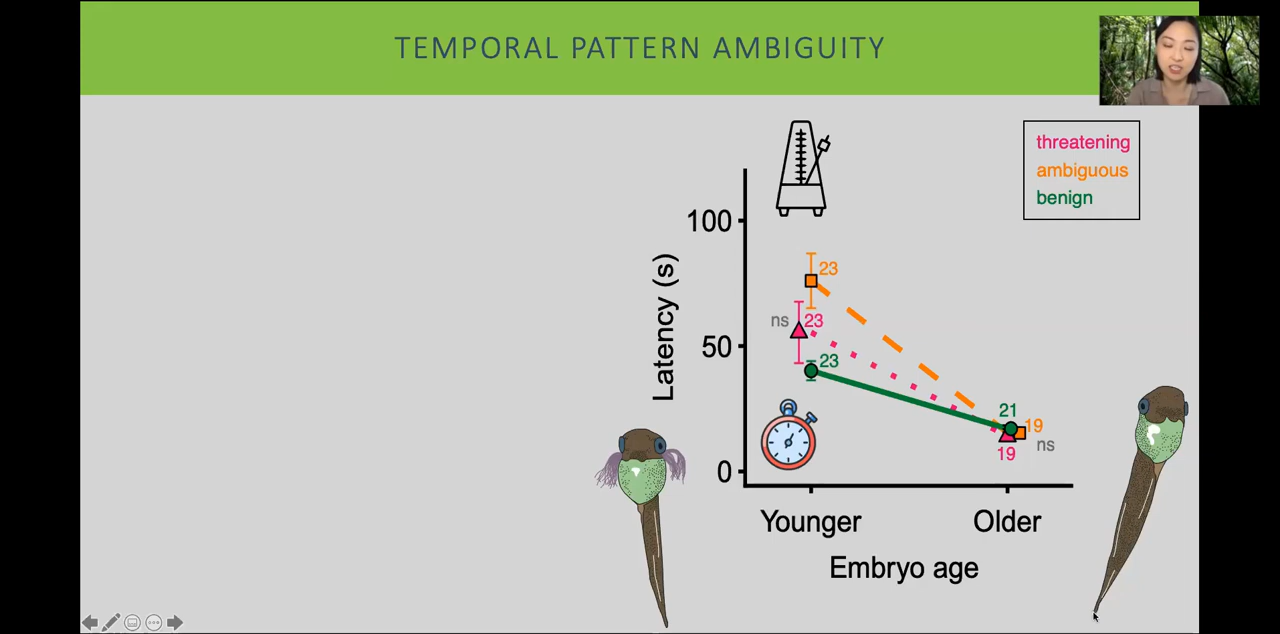 TEMPORAL PATTERN AMBIGUITY
threatening
ambiguous
benign
100
50
0
Latency (s)
23
ns
23
23
21
19
19
ns
Younger
Older
Embryo age